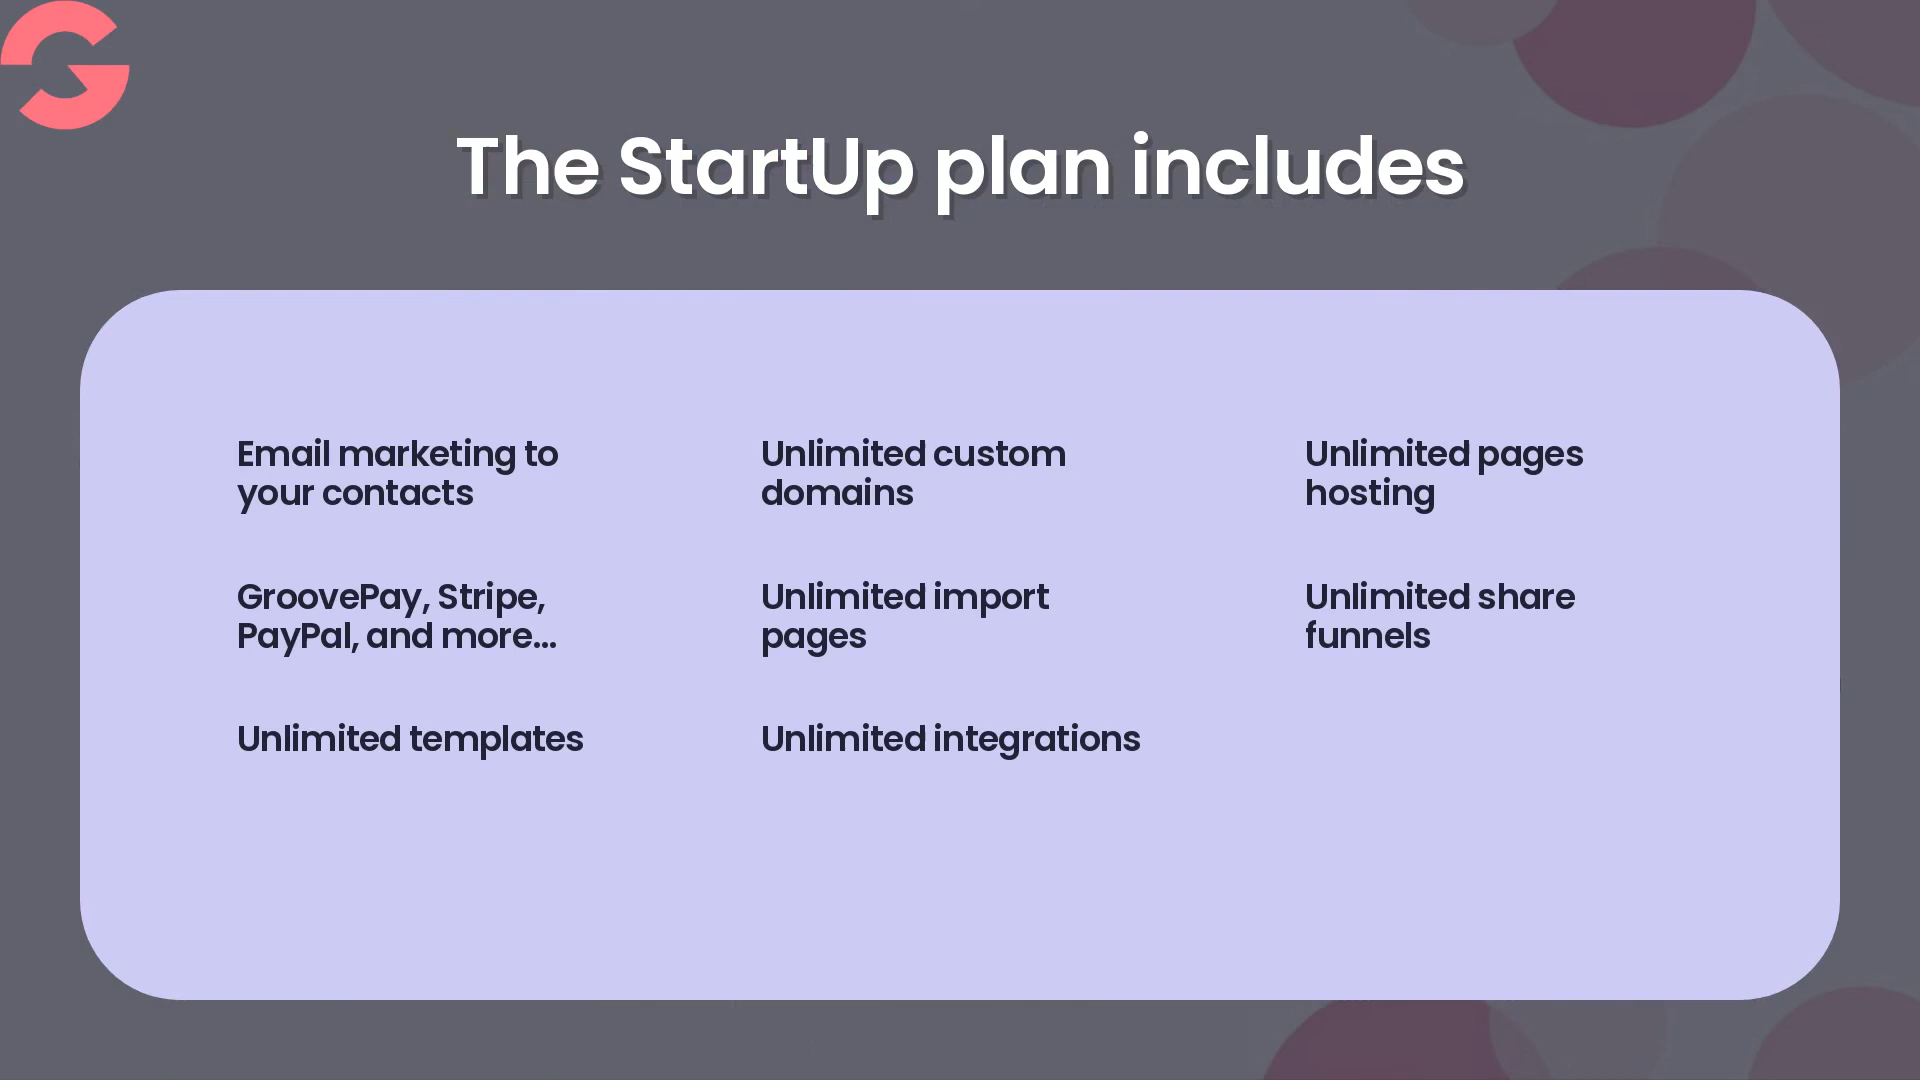 The StartUp plan includes
Email marketing to
your contacts
Unlimited custom
domains
Unlimited pages
hosting
GroovePay, Stripe,
PayPal, and more...
Unlimited import
pages
Unlimited share
funnels
Unlimited templates
Unlimited integrations